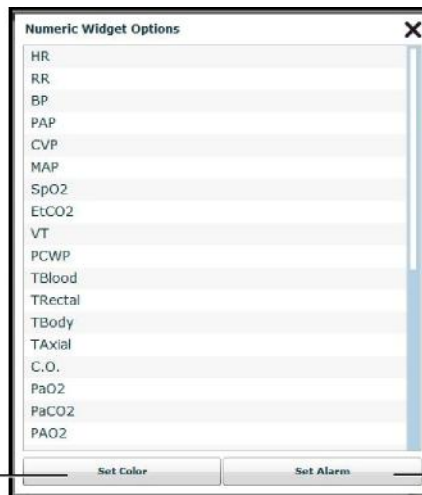 Numeric Widget Options
HR
RR
BP
PAP
CVP
MAP
SpO2
EtCO2
VT
PCWP
TBlood
TRectal
TBody
TAxial
C.O.
PaO2
PaCO2
PAO2
Set Color Set Alarm